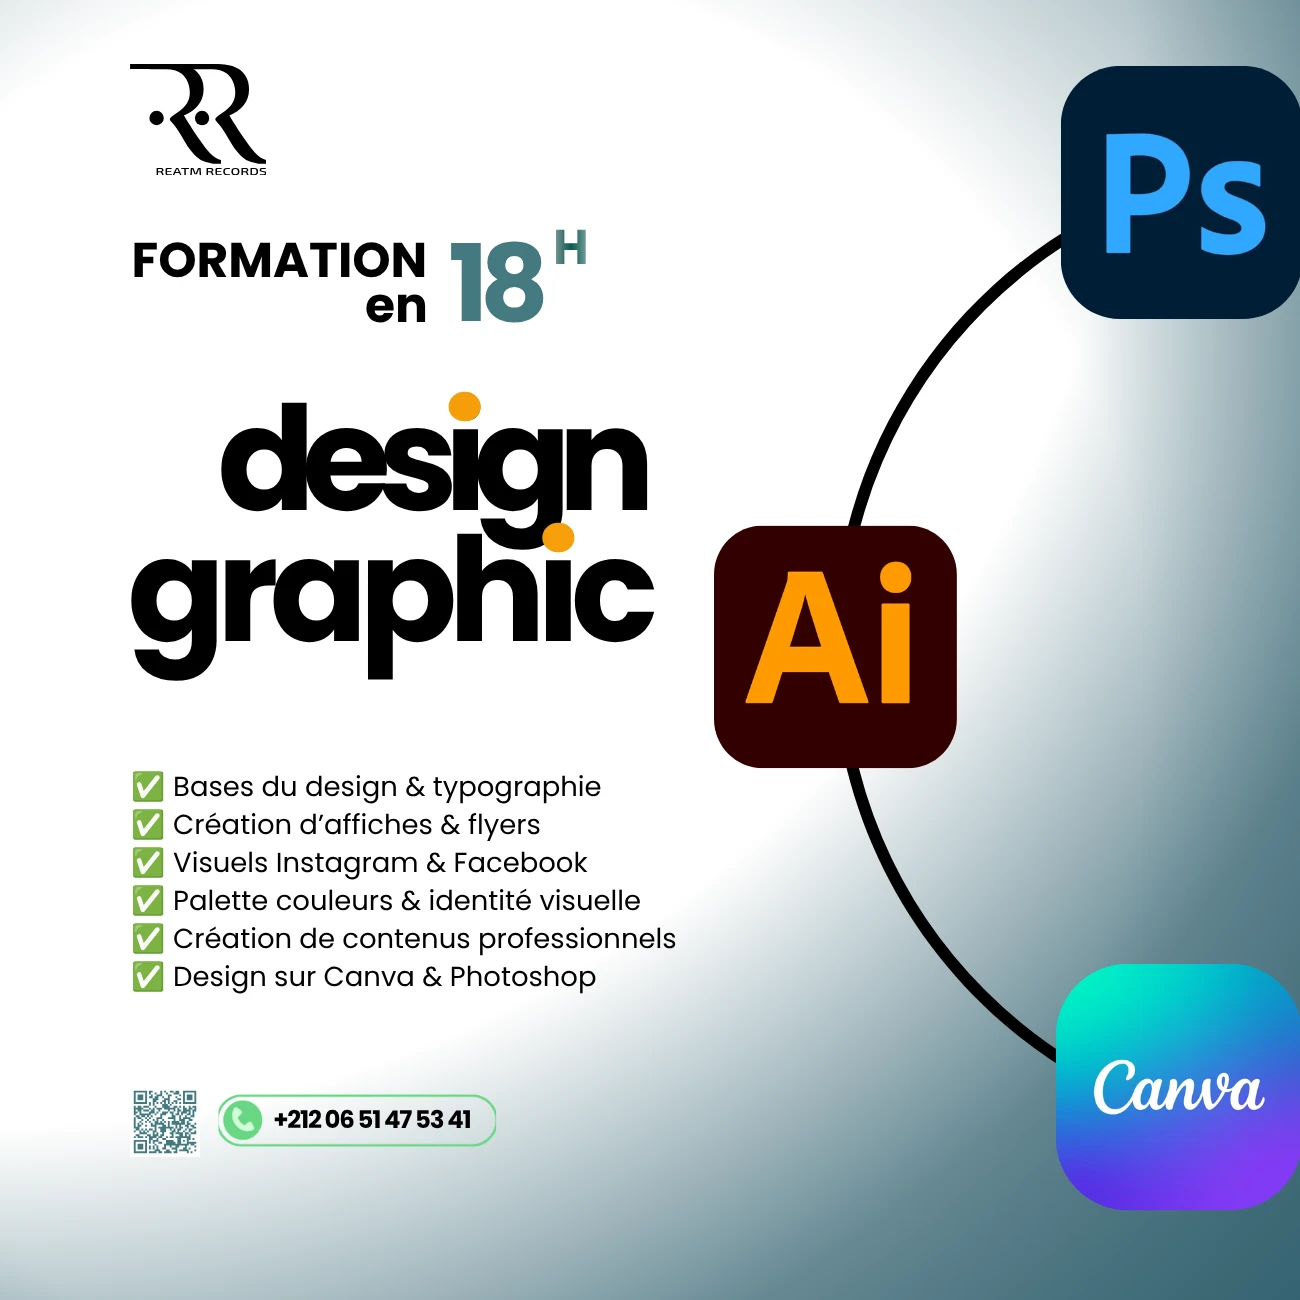 RR
REATM RECORDS
FORMATION
en 18 H
design
graphic
✅ Bases du design & typographie
✅ Création d’affiches & flyers
✅ Visuels Instagram & Facebook
✅ Palette couleurs & identité visuelle
✅ Création de contenus professionnels
✅ Design sur Canva & Photoshop
+212 06 51 47 53 41
Ps
Ai
Canva